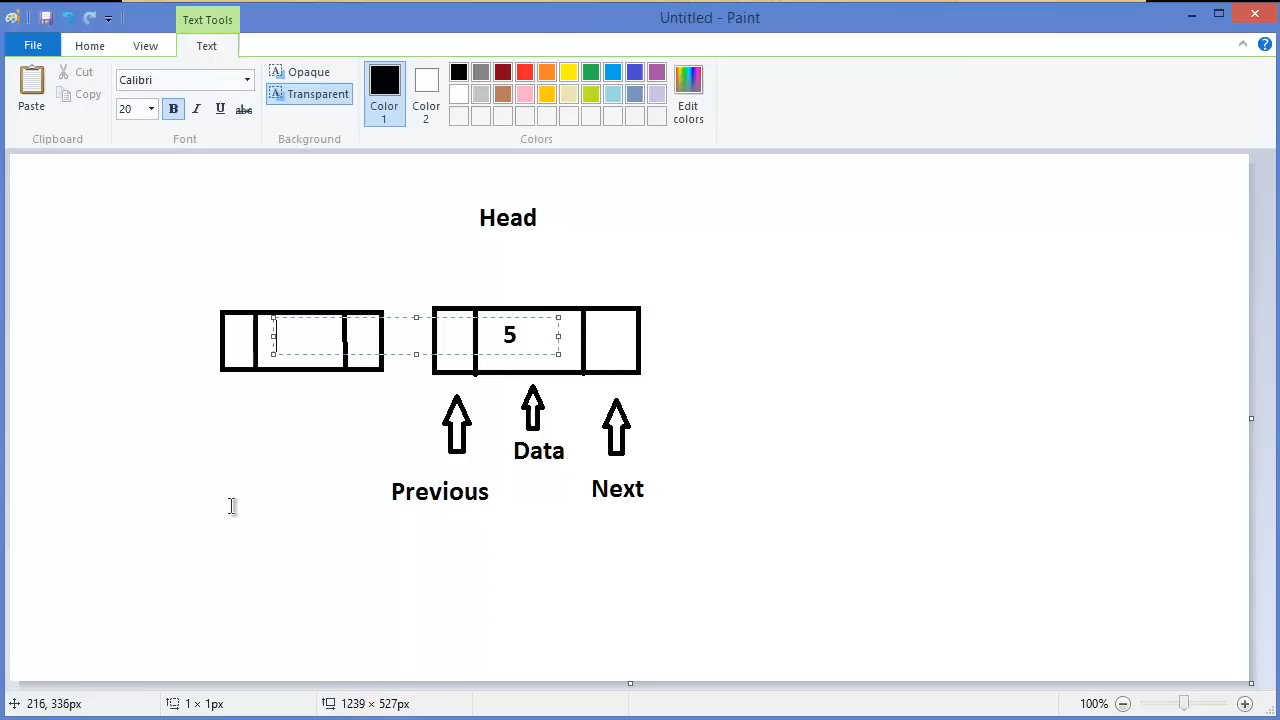 Text Tools
Untitled - Paint
File
Home
View
Text
Paste
Cut
Copy
Clipboard
Calibri
20
B
I
U
abc
Font
Opaque
Transparent
Background
Color
1
Color
2
Edit
colors
Colors
Head
5
Data
Previous
Next
216, 336px
1 × 1px
1239 × 527px
100%